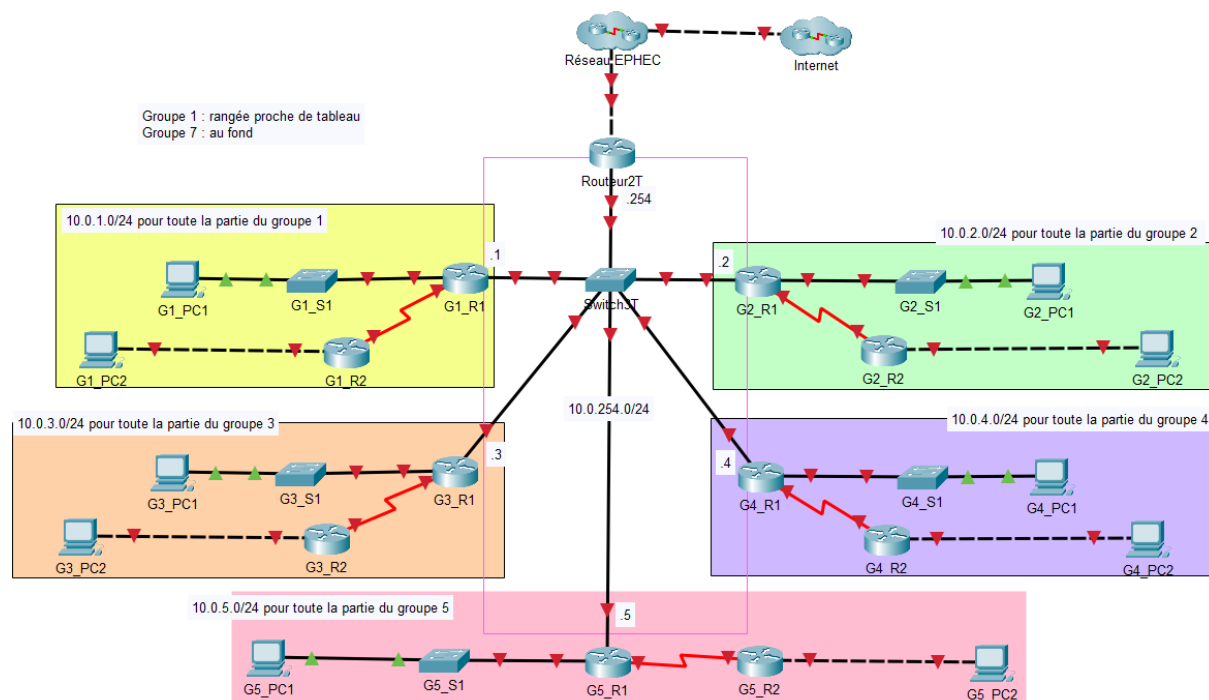 Réseau EPHEC
Internet
Groupe 1 : rangée proche de tableau
Groupe 7 : au fond
Routeur2T
.254
10.0.1.0/24 pour toute la partie du groupe 1
.1
G1_PC1
G1_S1
G1_R1
G1_PC2
G1_R2
Switch3T
10.0.2.0/24 pour toute la partie du groupe 2
.2
G2_R1
G2_S1
G2_PC1
G2_R2
G2_PC2
10.0.254.0/24
10.0.3.0/24 pour toute la partie du groupe 3
.3
G3_PC1
G3_S1
G3_R1
G3_PC2
G3_R2
10.0.4.0/24 pour toute la partie du groupe 4
.4
G4_R1
G4_S1
G4_PC1
G4_R2
G4_PC2
10.0.5.0/24 pour toute la partie du groupe 5
.5
G5_PC1
G5_S1
G5_R1
G5_R2
G5_PC2